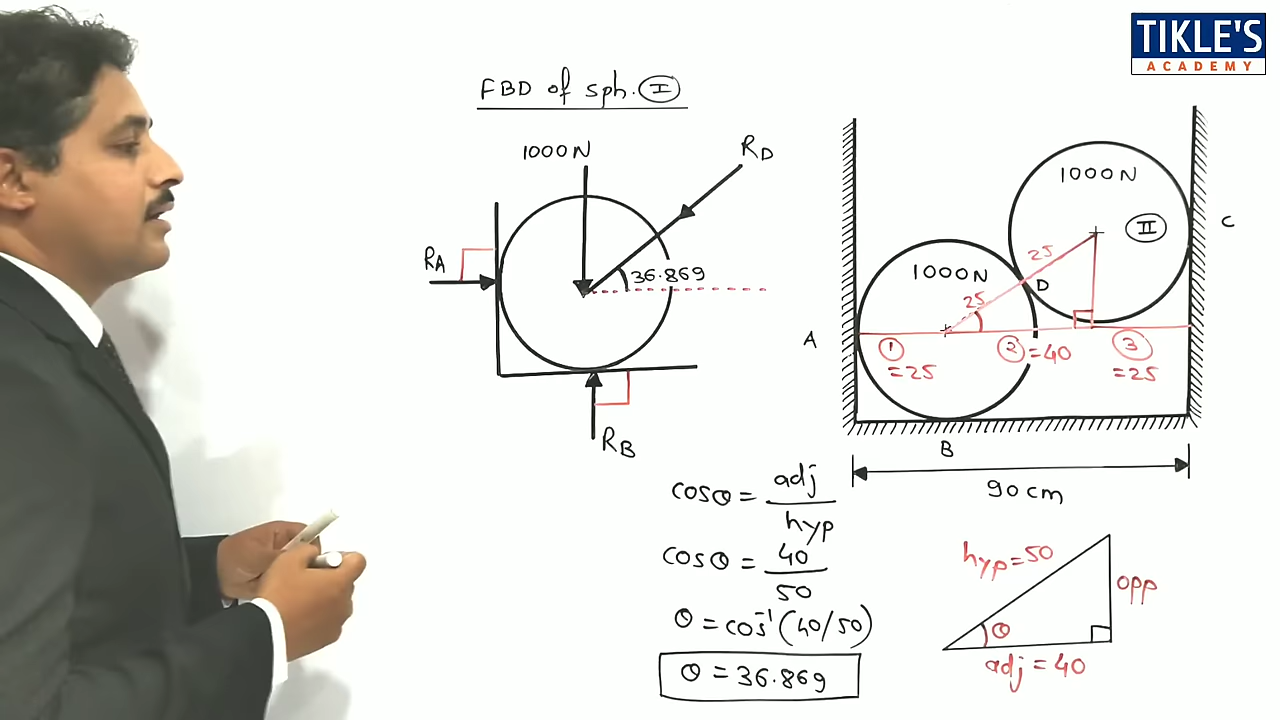 TIKLE'S
ACADEMY
FBD of sph. I
1000N
RD
RA
36.869
RB
1000N
II
C
25
1000N
D
25
A
1
2 =40
3
=25
=25
B
90cm
cosθ = adj
hyp
cosθ = 40
50
θ = cos⁻¹(40/50)
θ = 36.869
hyp=50
opp
θ
adj = 40